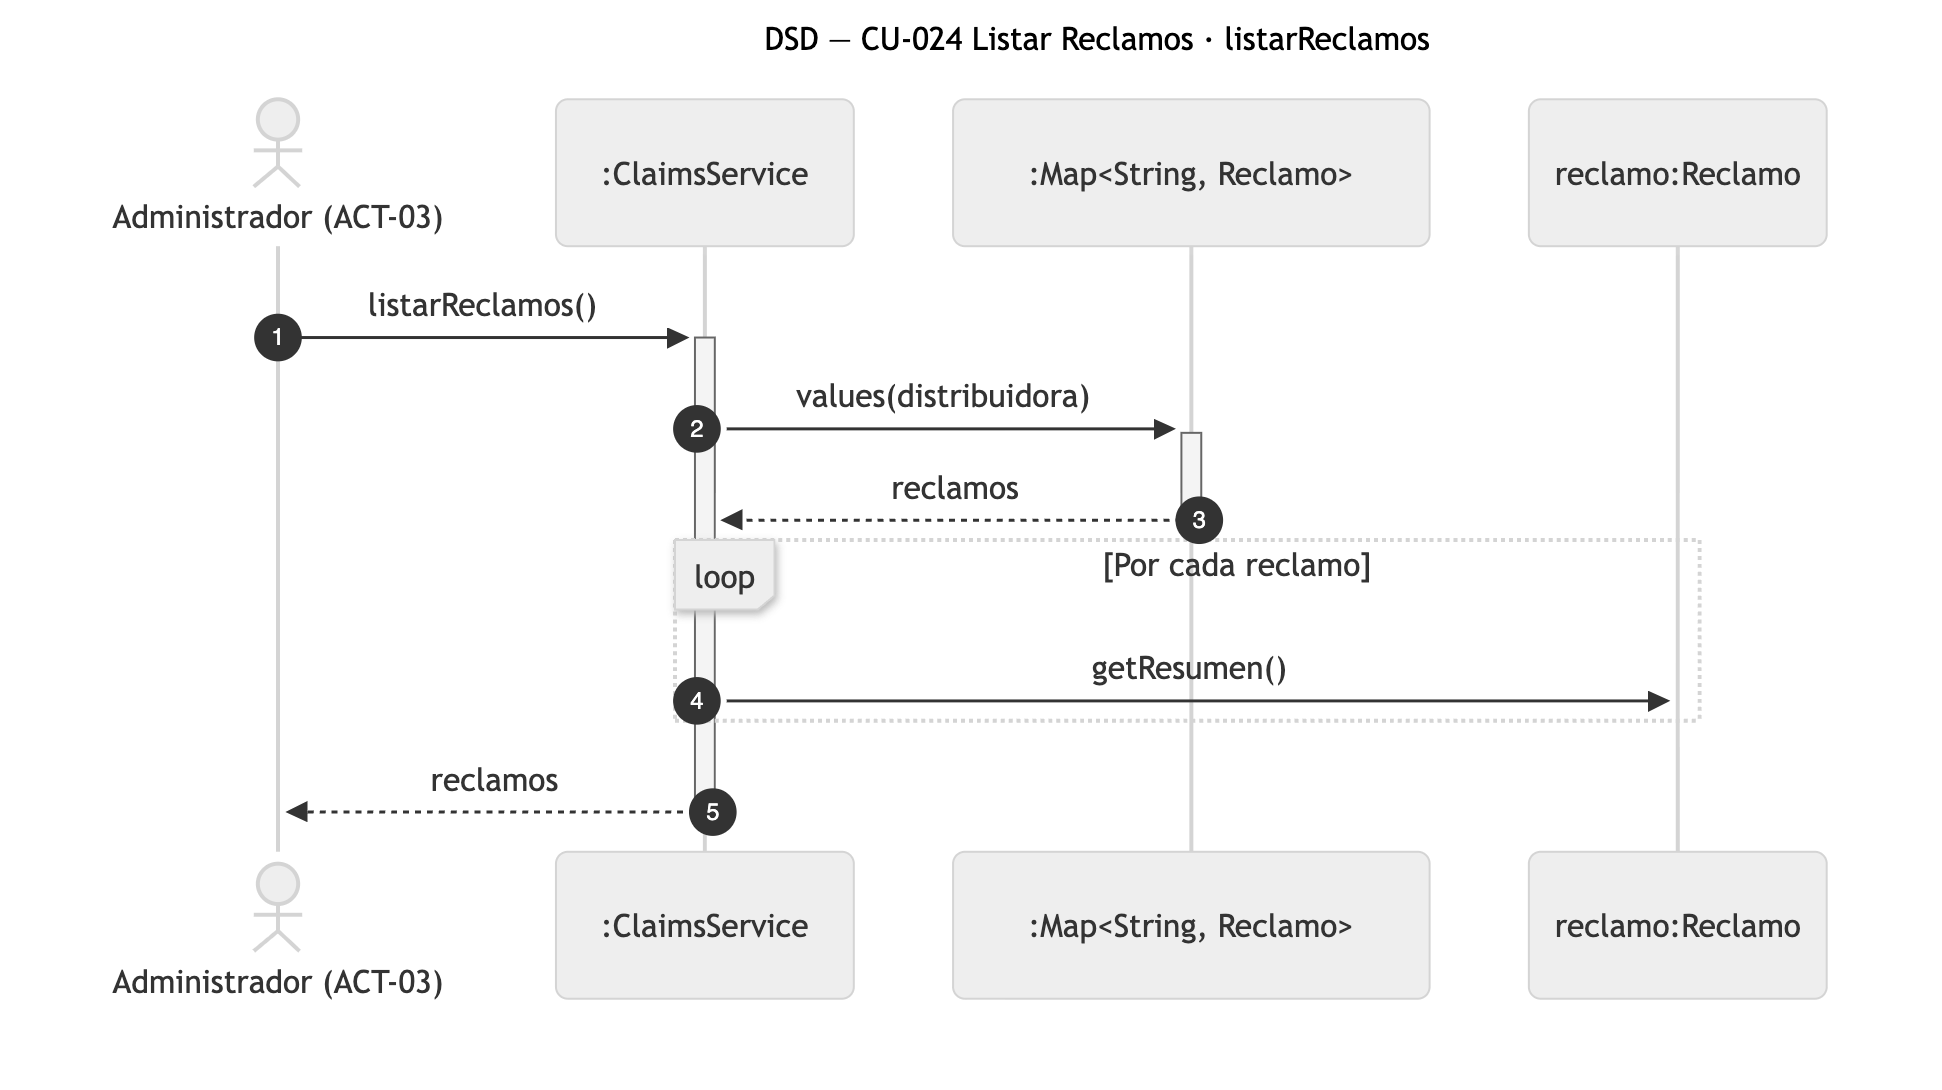 DSD — CU-024 Listar Reclamos · listarReclamos
Administrador (ACT-03)
:ClaimsService
:Map<String, Reclamo>
reclamo:Reclamo
listarReclamos()
1
values(distribuidora)
2
reclamos
3
loop
[Por cada reclamo]
getResumen()
4
reclamos
5
Administrador (ACT-03)
:ClaimsService
:Map<String, Reclamo>
reclamo:Reclamo